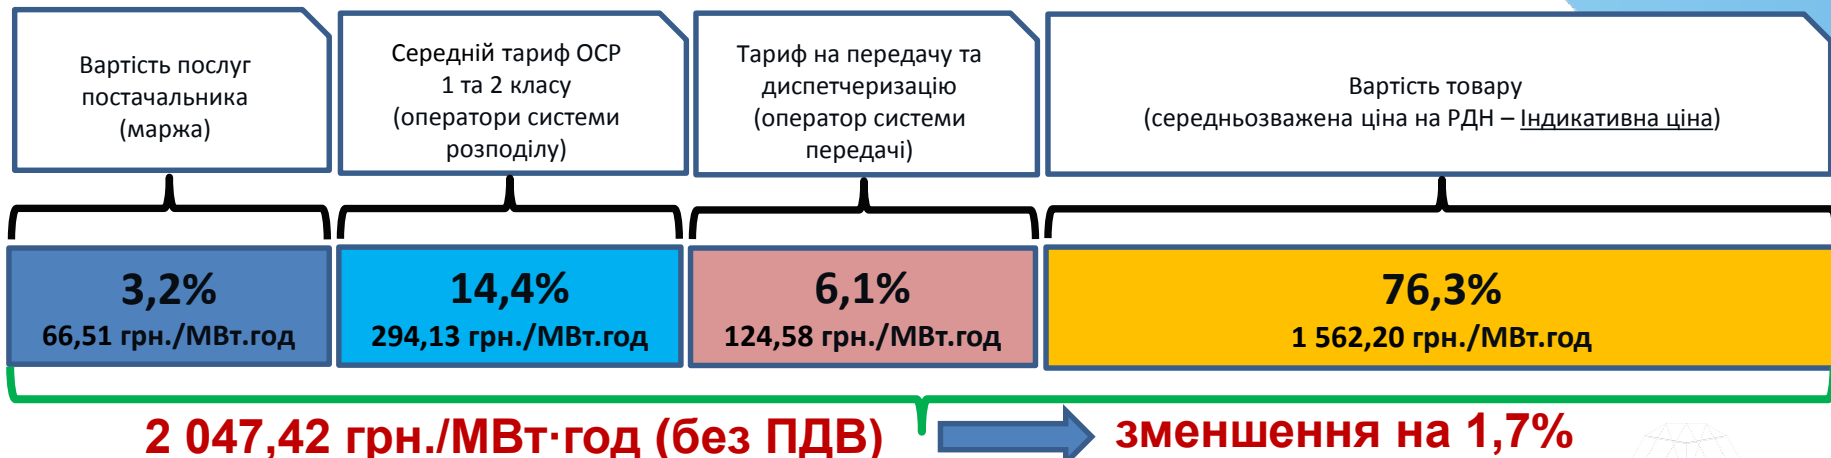 Вартість послуг
постачальника
(маржа)
Середній тариф ОСР
1 та 2 класу
(оператори системи
розподілу)
Тариф на передачу та
диспетчеризацію
(оператор системи
передачі)
Вартість товару
(середньозважена ціна на РДН – Індикативна ціна)
3,2%
66,51 грн./МВт.год
14,4%
294,13 грн./МВт.год
6,1%
124,58 грн./МВт.год
76,3%
1 562,20 грн./МВт.год
2 047,42 грн./МВт·год (без ПДВ)
зменшення на 1,7%